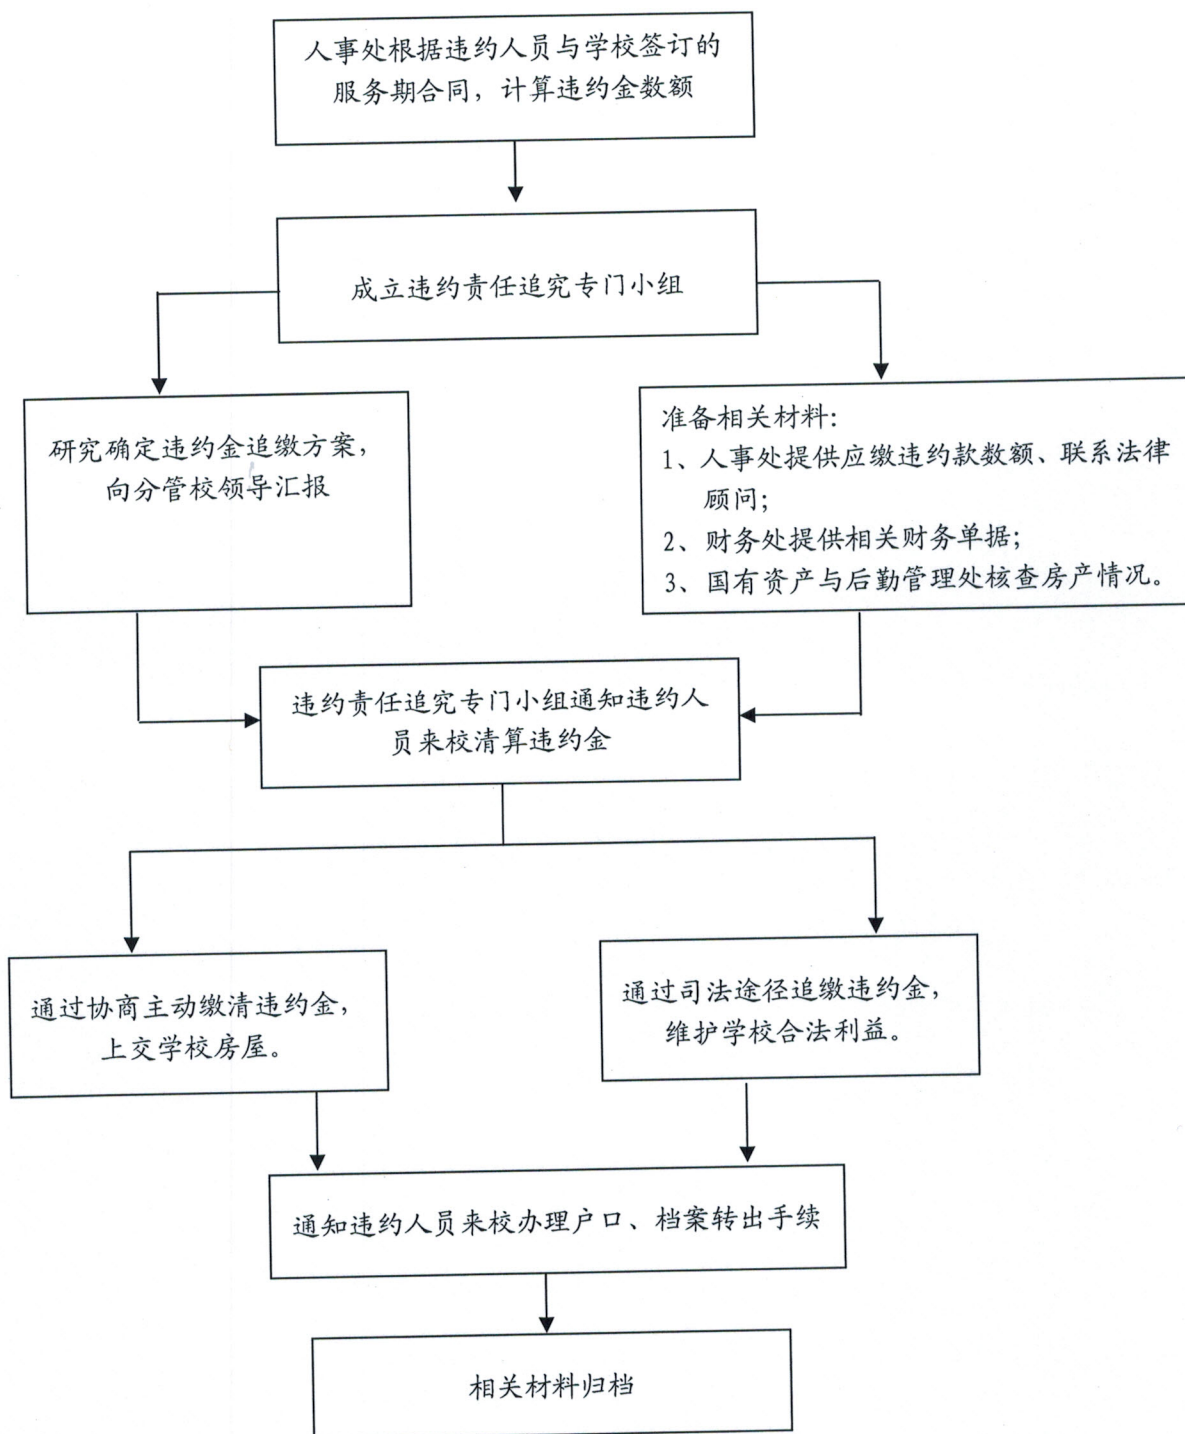 人事处根据违约人员与学校签订的
服务期合同，计算违约金数额
成立违约责任追究专门小组
研究确定违约金追缴方案，
向分管校领导汇报
准备相关材料：
1、人事处提供应缴违约款数额、联系法律
顾问；
2、财务处提供相关财务单据；
3、国有资产与后勤管理处核查房产情况。
违约责任追究专门小组通知违约人
员来校清算违约金
通过协商主动缴清违约金，
上交学校房屋。
通过司法途径追缴违约金，
维护学校合法利益。
通知违约人员来校办理户口、档案转出手续
相关材料归档